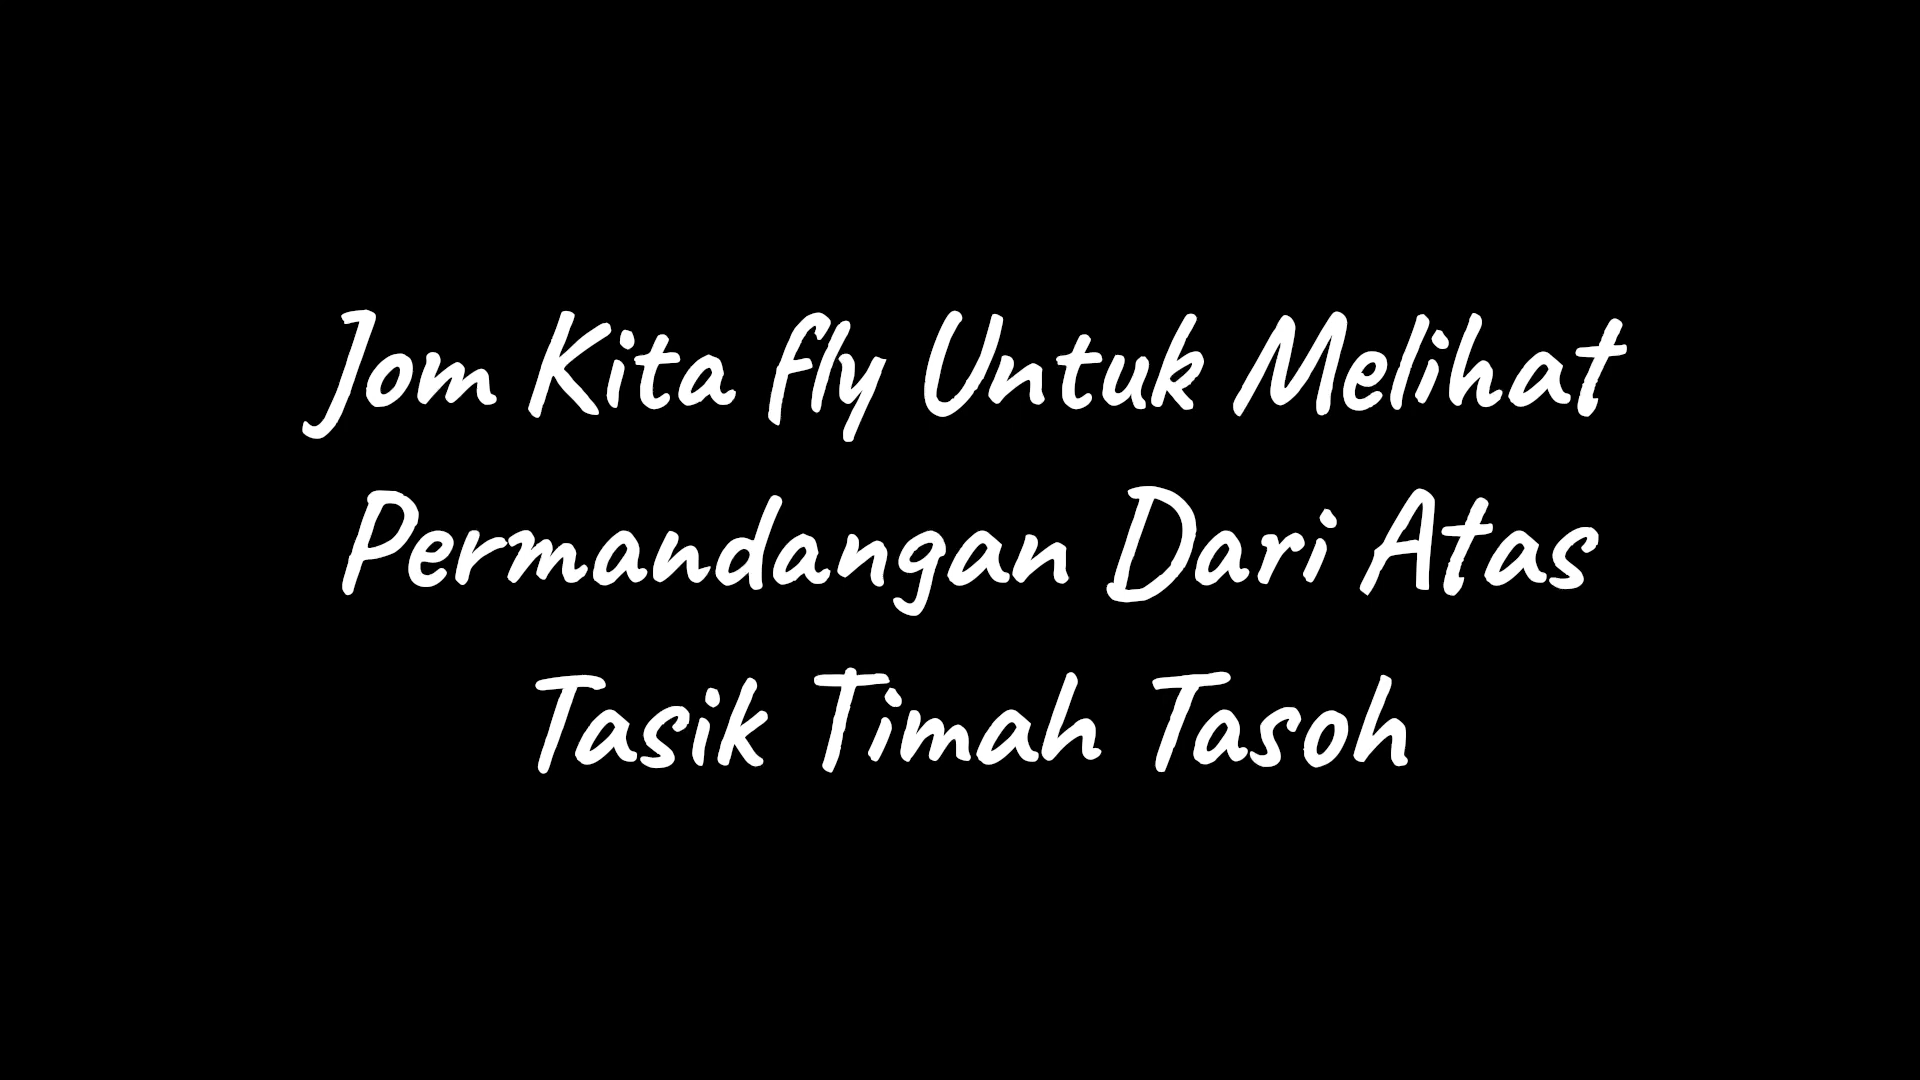 Jom Kita fly Untuk Melihat
Permandangan Dari Atas
Tasik Timah Tasoh